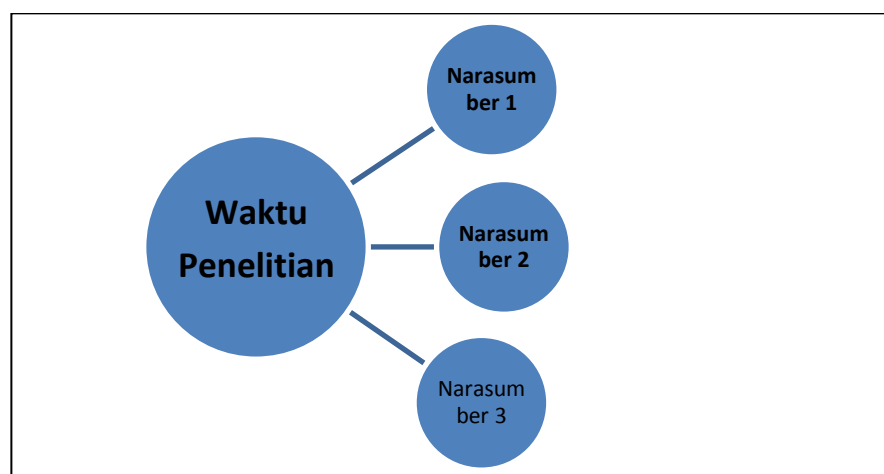 Narasum
ber 1
Waktu
Penelitian
Narasum
ber 2
Narasum
ber 3